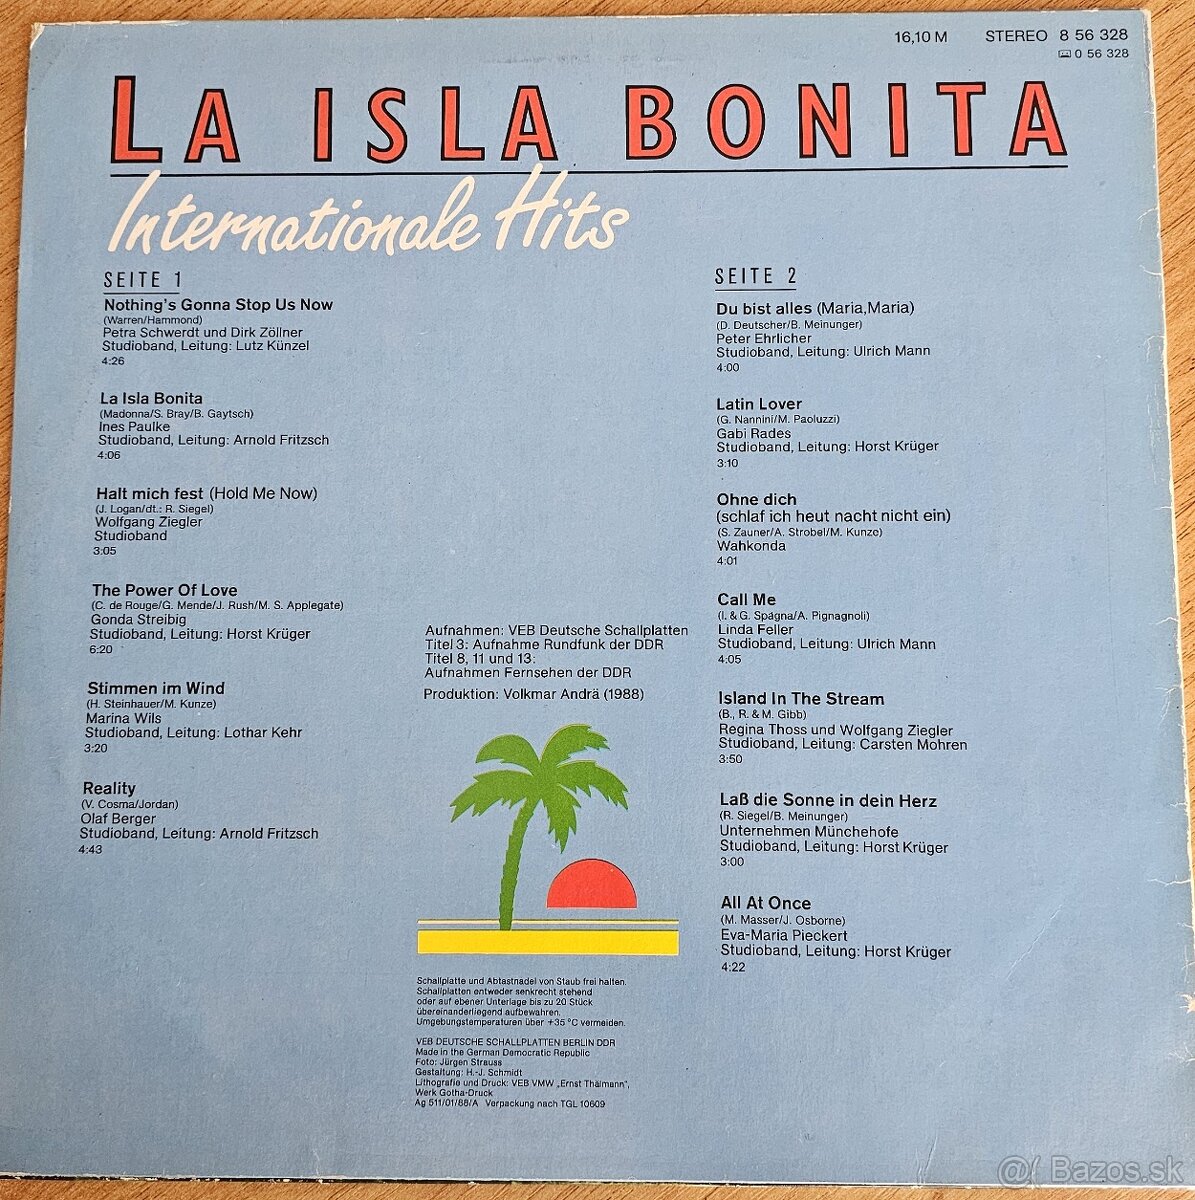 16,10 M STEREO 8 56 328
0 56 328
LA ISLA BONITA
Internationale Hits
SEITE 1
Nothing's Gonna Stop Us Now
(Warren/Hammond)
Petra Schwerdt und Dirk Zöllner
Studioband, Leitung: Lutz Künzel
4:26
La Isla Bonita
(Madonna/S. Bray/B. Gaytsch)
Ines Paulke
Studioband, Leitung: Arnold Fritzsch
4:06
Halt mich fest (Hold Me Now)
(J. Logan/dt.: R. Siegel)
Wolfgang Ziegler
Studioband
3:05
The Power Of Love
(C. de Rouge/G. Mende/J. Rush/M. S. Applegate)
Gonda Streibig
Studioband, Leitung: Horst Krüger
6:20
Stimmen im Wind
(H. Steinhauer/M. Kunze)
Marina Wils
Studioband, Leitung: Lothar Kehr
3:20
Reality
(V. Cosma/Jordan)
Olaf Berger
Studioband, Leitung: Arnold Fritzsch
4:43
Aufnahmen: VEB Deutsche Schallplatten
Titel 3: Aufnahme Rundfunk der DDR
Titel 8, 11 und 13:
Aufnahmen Fernsehen der DDR
Produktion: Volkmar Andrä (1988)
Schallplatte und Abtastnadel von Staub frei halten.
Schallplatten entweder senkrecht stehend
oder auf ebener Unterlage bis zu 20 Stück
übereinanderliegend aufbewahren.
Umgebungstemperaturen über +35 °C vermeiden.
VEB DEUTSCHE SCHALLPLATTEN BERLIN DDR
Made in the German Democratic Republic
Foto: Jürgen Strauss
Gestaltung: H.-J. Schmidt
Lithografie und Druck: VEB VMW „Ernst Thälmann",
Werk Gotha-Druck
Ag 511/01/88/A Verpackung nach TGL 10609
SEITE 2
Du bist alles (Maria,Maria)
(D. Deutscher/B. Meinunger)
Peter Ehrlicher
Studioband, Leitung: Ulrich Mann
4:00
Latin Lover
(G. Nannini/M. Paoluzzi)
Gabi Rades
Studioband, Leitung: Horst Krüger
3:10
Ohne dich
(schlaf ich heut nacht nicht ein)
(S. Zauner/A. Strobel/M. Kunze)
Wahkonda
4:01
Call Me
(I. & G. Spagna/A. Pignagnoli)
Linda Feller
Studioband, Leitung: Ulrich Mann
4:05
Island In The Stream
(B., R. & M. Gibb)
Regina Thoss und Wolfgang Ziegler
Studioband, Leitung: Carsten Mohren
3:50
Laß die Sonne in dein Herz
(R. Siegel/B. Meinunger)
Unternehmen Münchehofe
Studioband, Leitung: Horst Krüger
3:00
All At Once
(M. Masser/J. Osborne)
Eva-Maria Pieckert
Studioband, Leitung: Horst Krüger
4:22
Bazos.sk